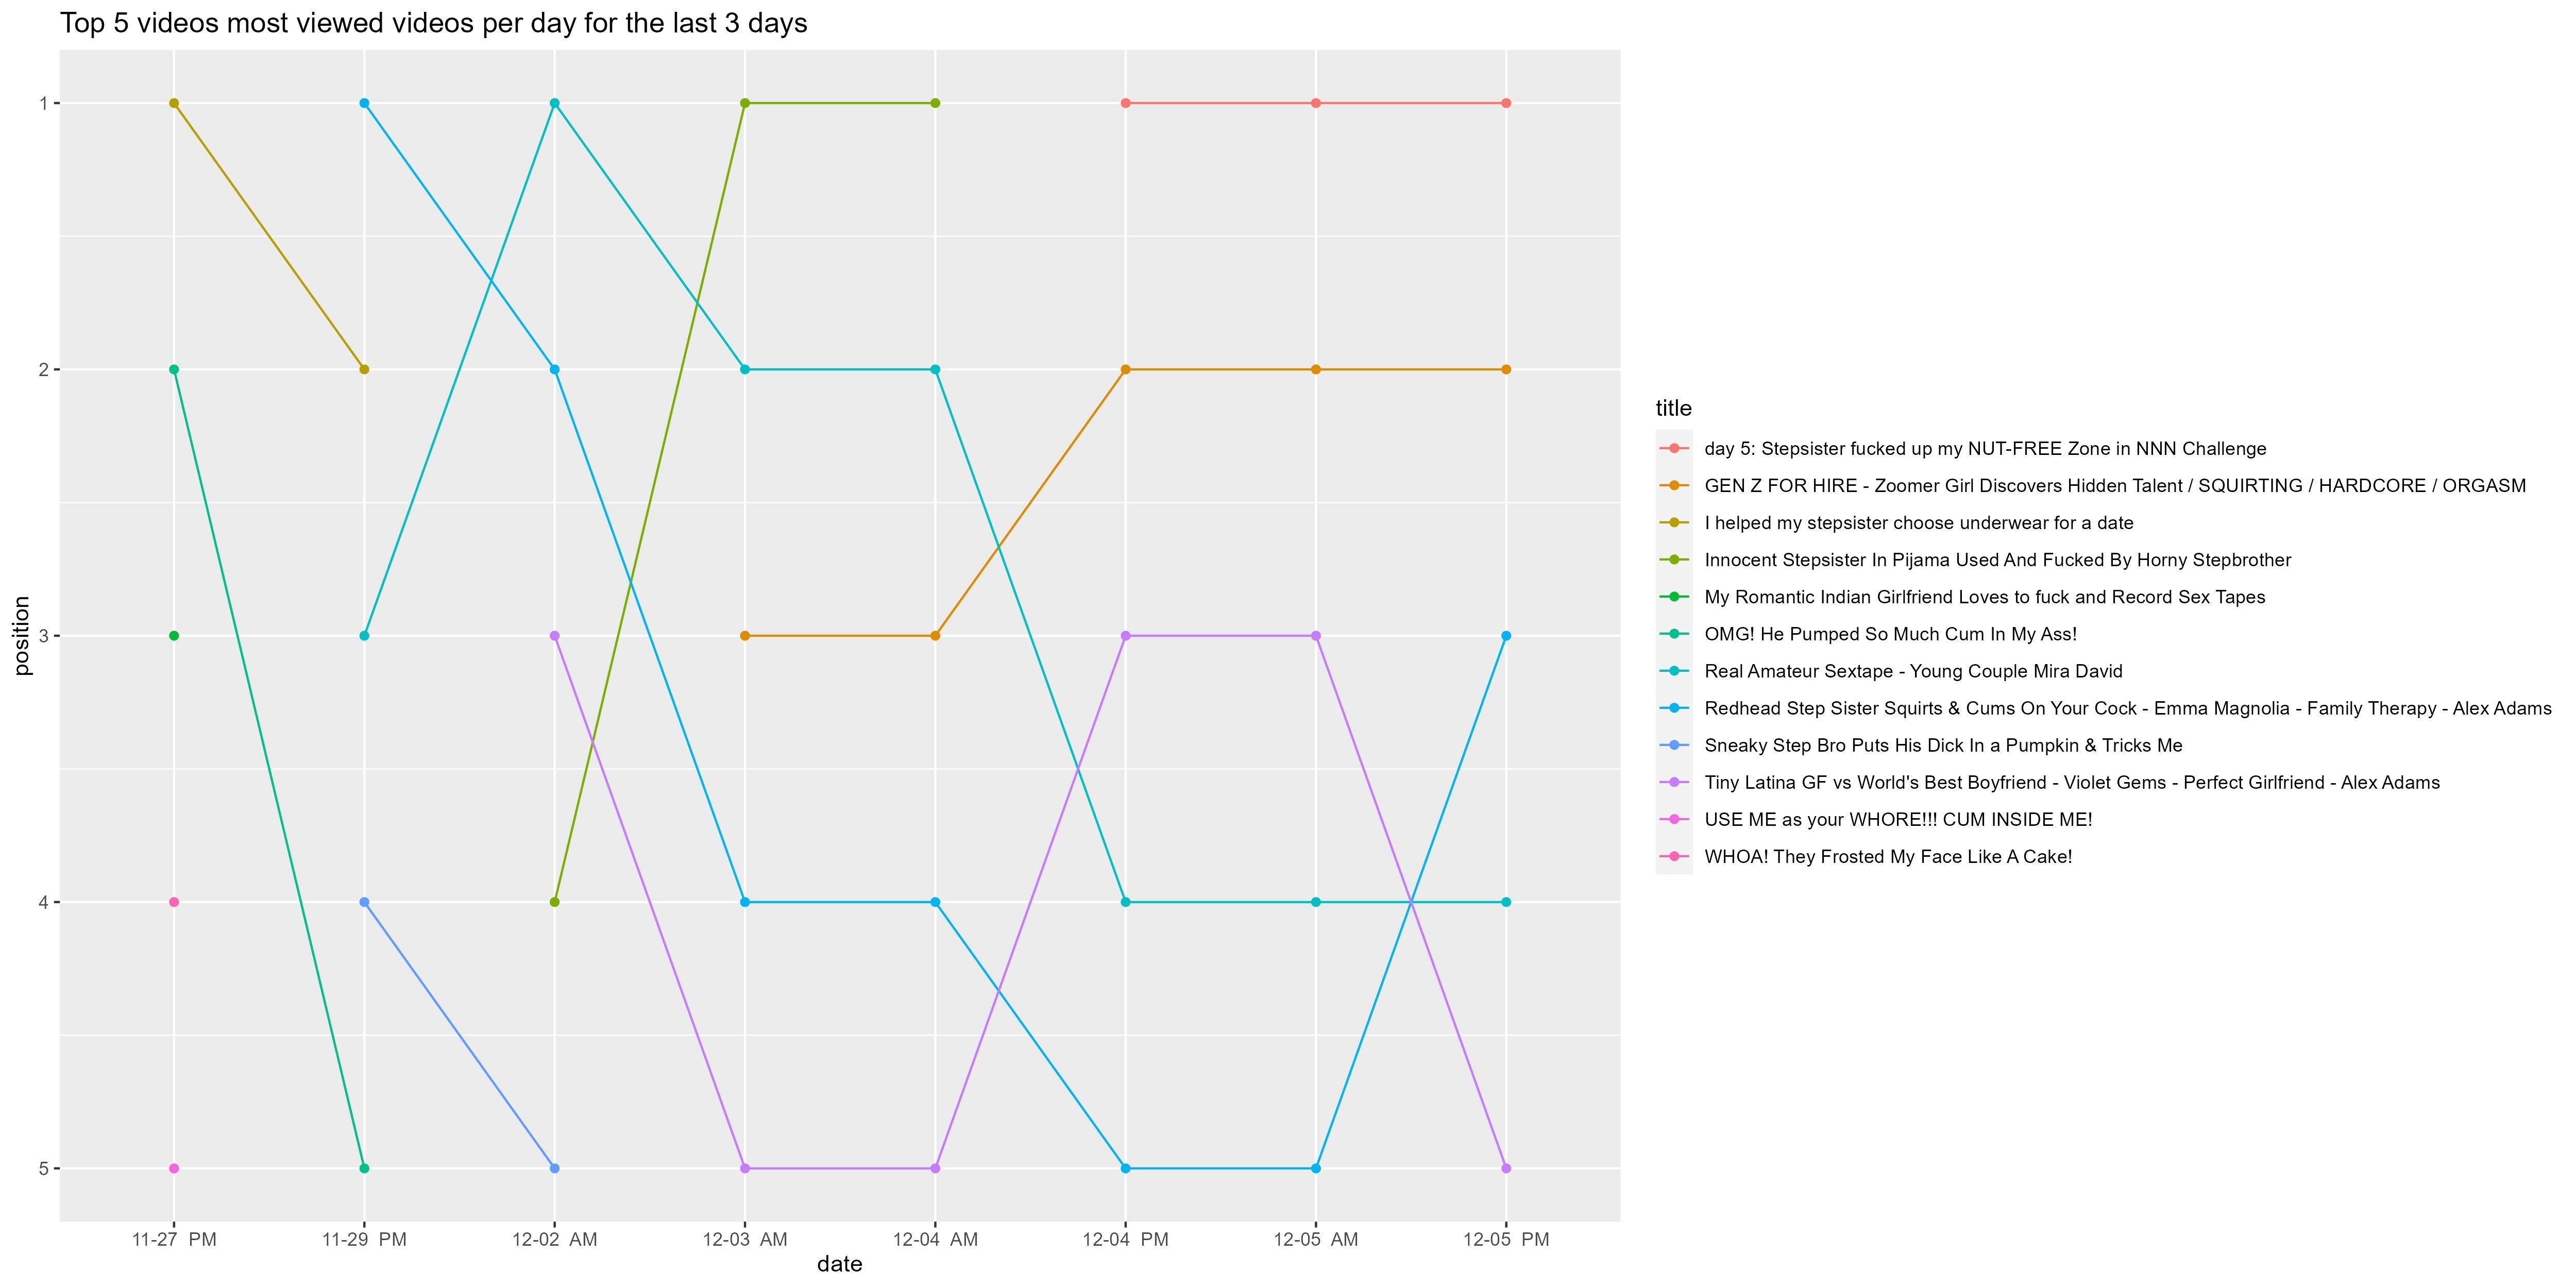 Top 5 videos most viewed videos per day for the last 3 days
position
1
2
3
4
5
11-27 PM
11-29 PM
12-02 AM
12-03 AM
12-04 AM
12-04 PM
12-05 AM
12-05 PM
date
title
day 5: Stepsister fucked up my NUT-FREE Zone in NNN Challenge
GEN Z FOR HIRE - Zoomer Girl Discovers Hidden Talent / SQUIRTING / HARDCORE / ORGASM
I helped my stepsister choose underwear for a date
Innocent Stepsister In Pijama Used And Fucked By Horny Stepbrother
My Romantic Indian Girlfriend Loves to fuck and Record Sex Tapes
OMG! He Pumped So Much Cum In My Ass!
Real Amateur Sextape - Young Couple Mira David
Redhead Step Sister Squirts & Cums On Your Cock - Emma Magnolia - Family Therapy - Alex Adams
Sneaky Step Bro Puts His Dick In a Pumpkin & Tricks Me
Tiny Latina GF vs World's Best Boyfriend - Violet Gems - Perfect Girlfriend - Alex Adams
USE ME as your WHORE!!! CUM INSIDE ME!
WHOA! They Frosted My Face Like A Cake!